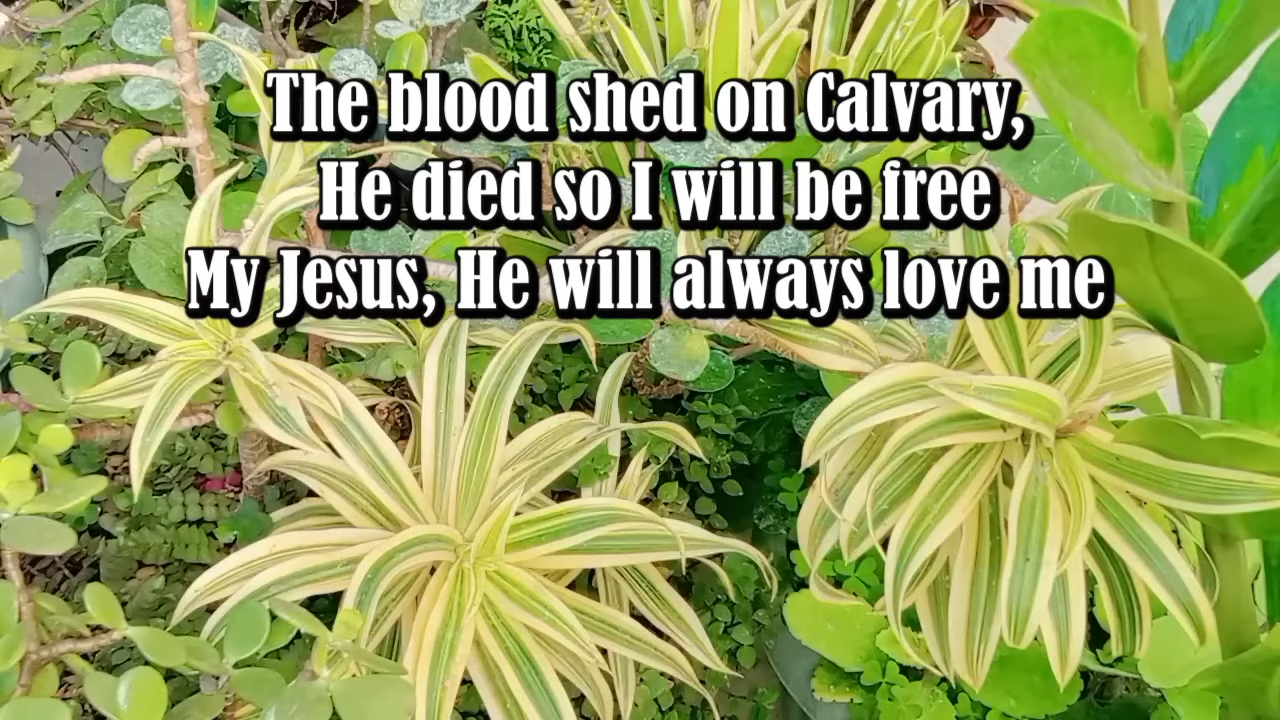 The blood shed on Calvary,
He died so I will be free
My Jesus, He will always love me